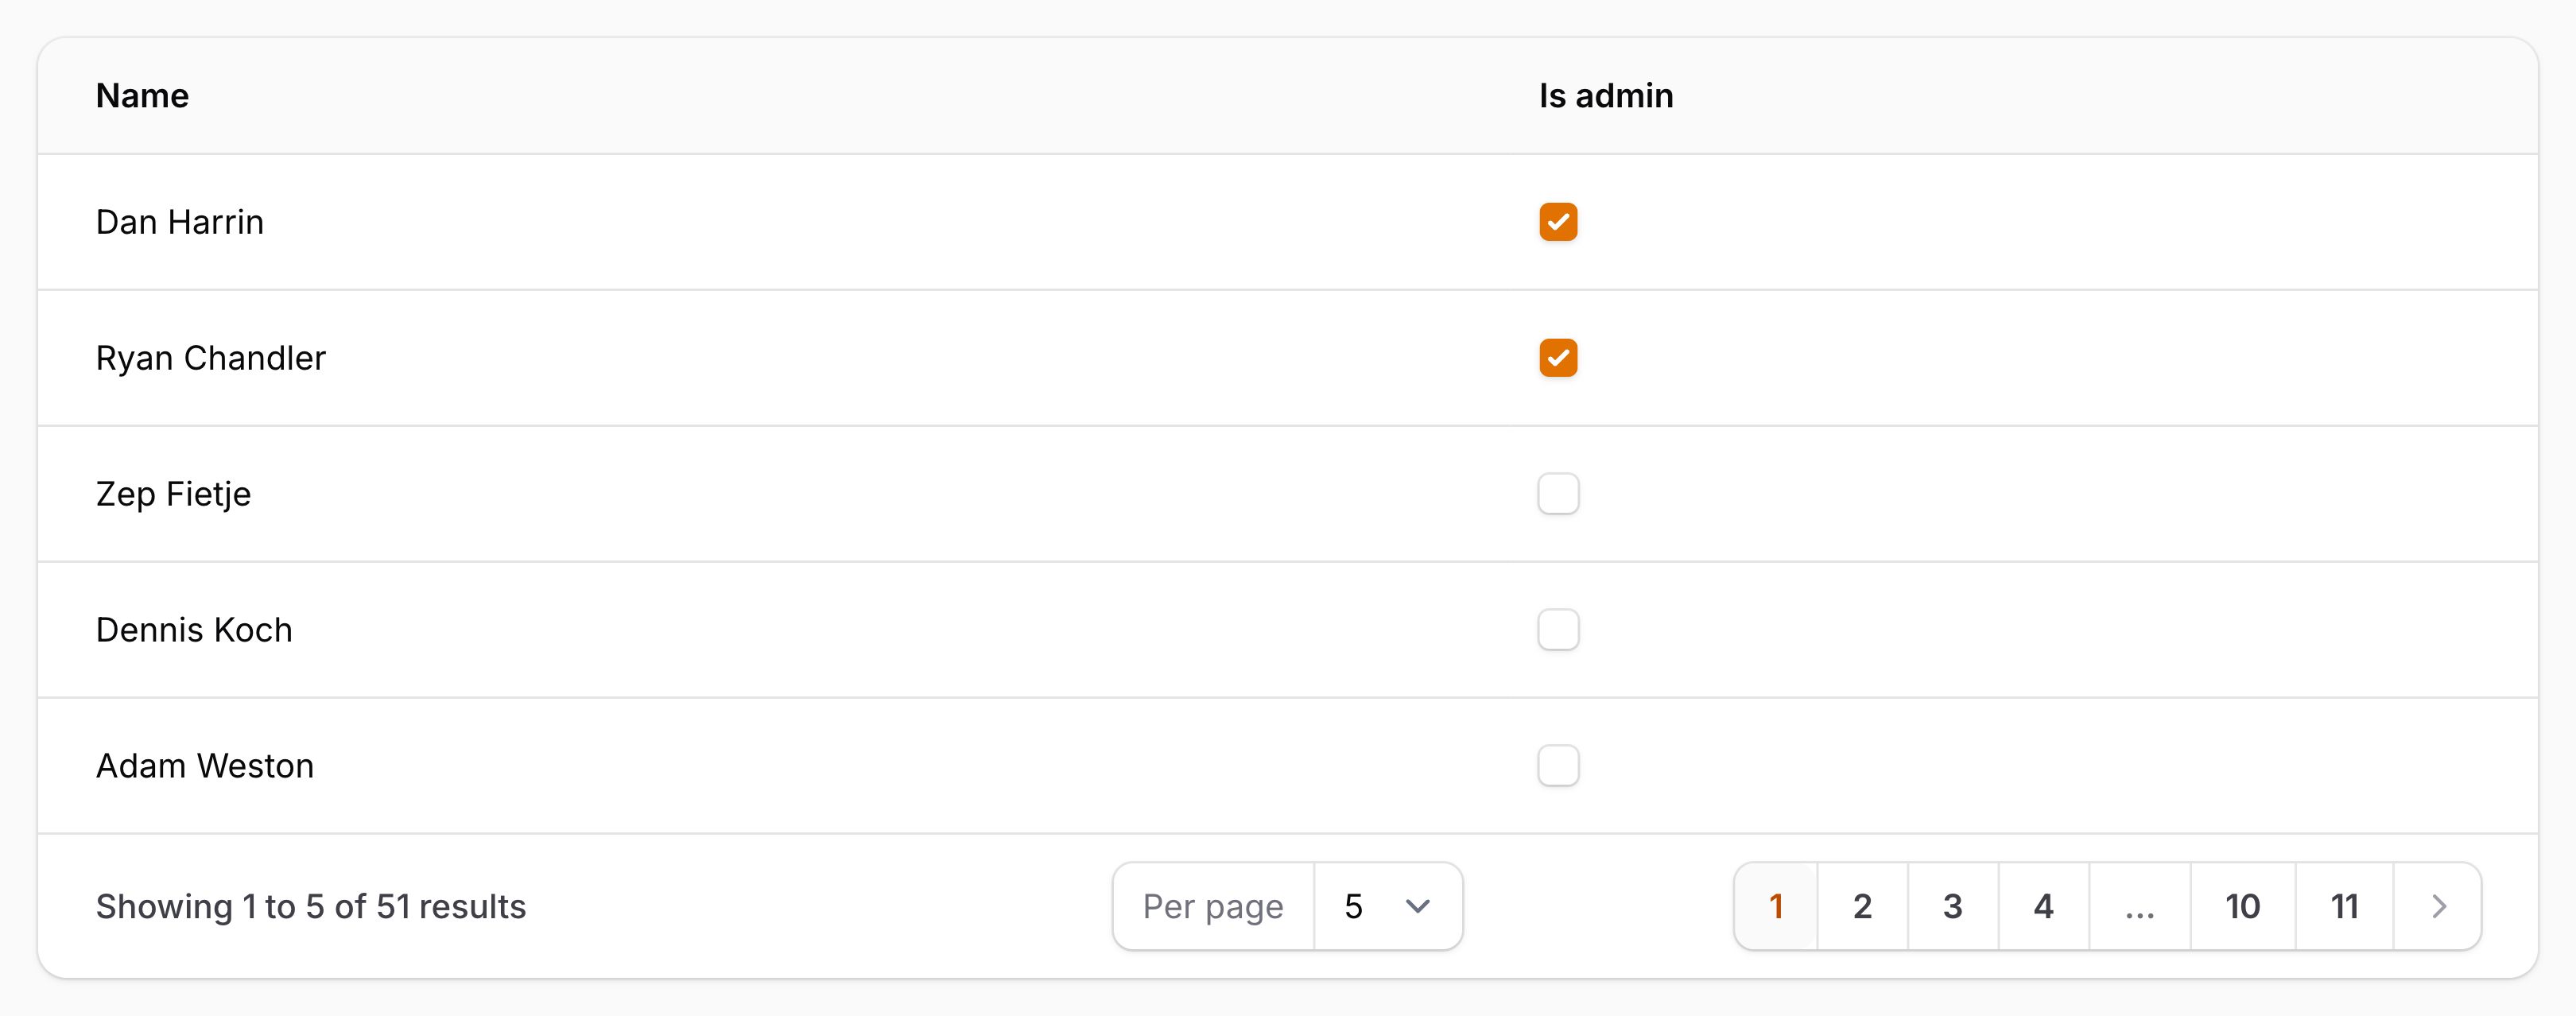 Name Is admin
Dan Harrin
Ryan Chandler
Zep Fietje
Dennis Koch
Adam Weston
Showing 1 to 5 of 51 results Per page 5 1 2 3 4 ... 10 11